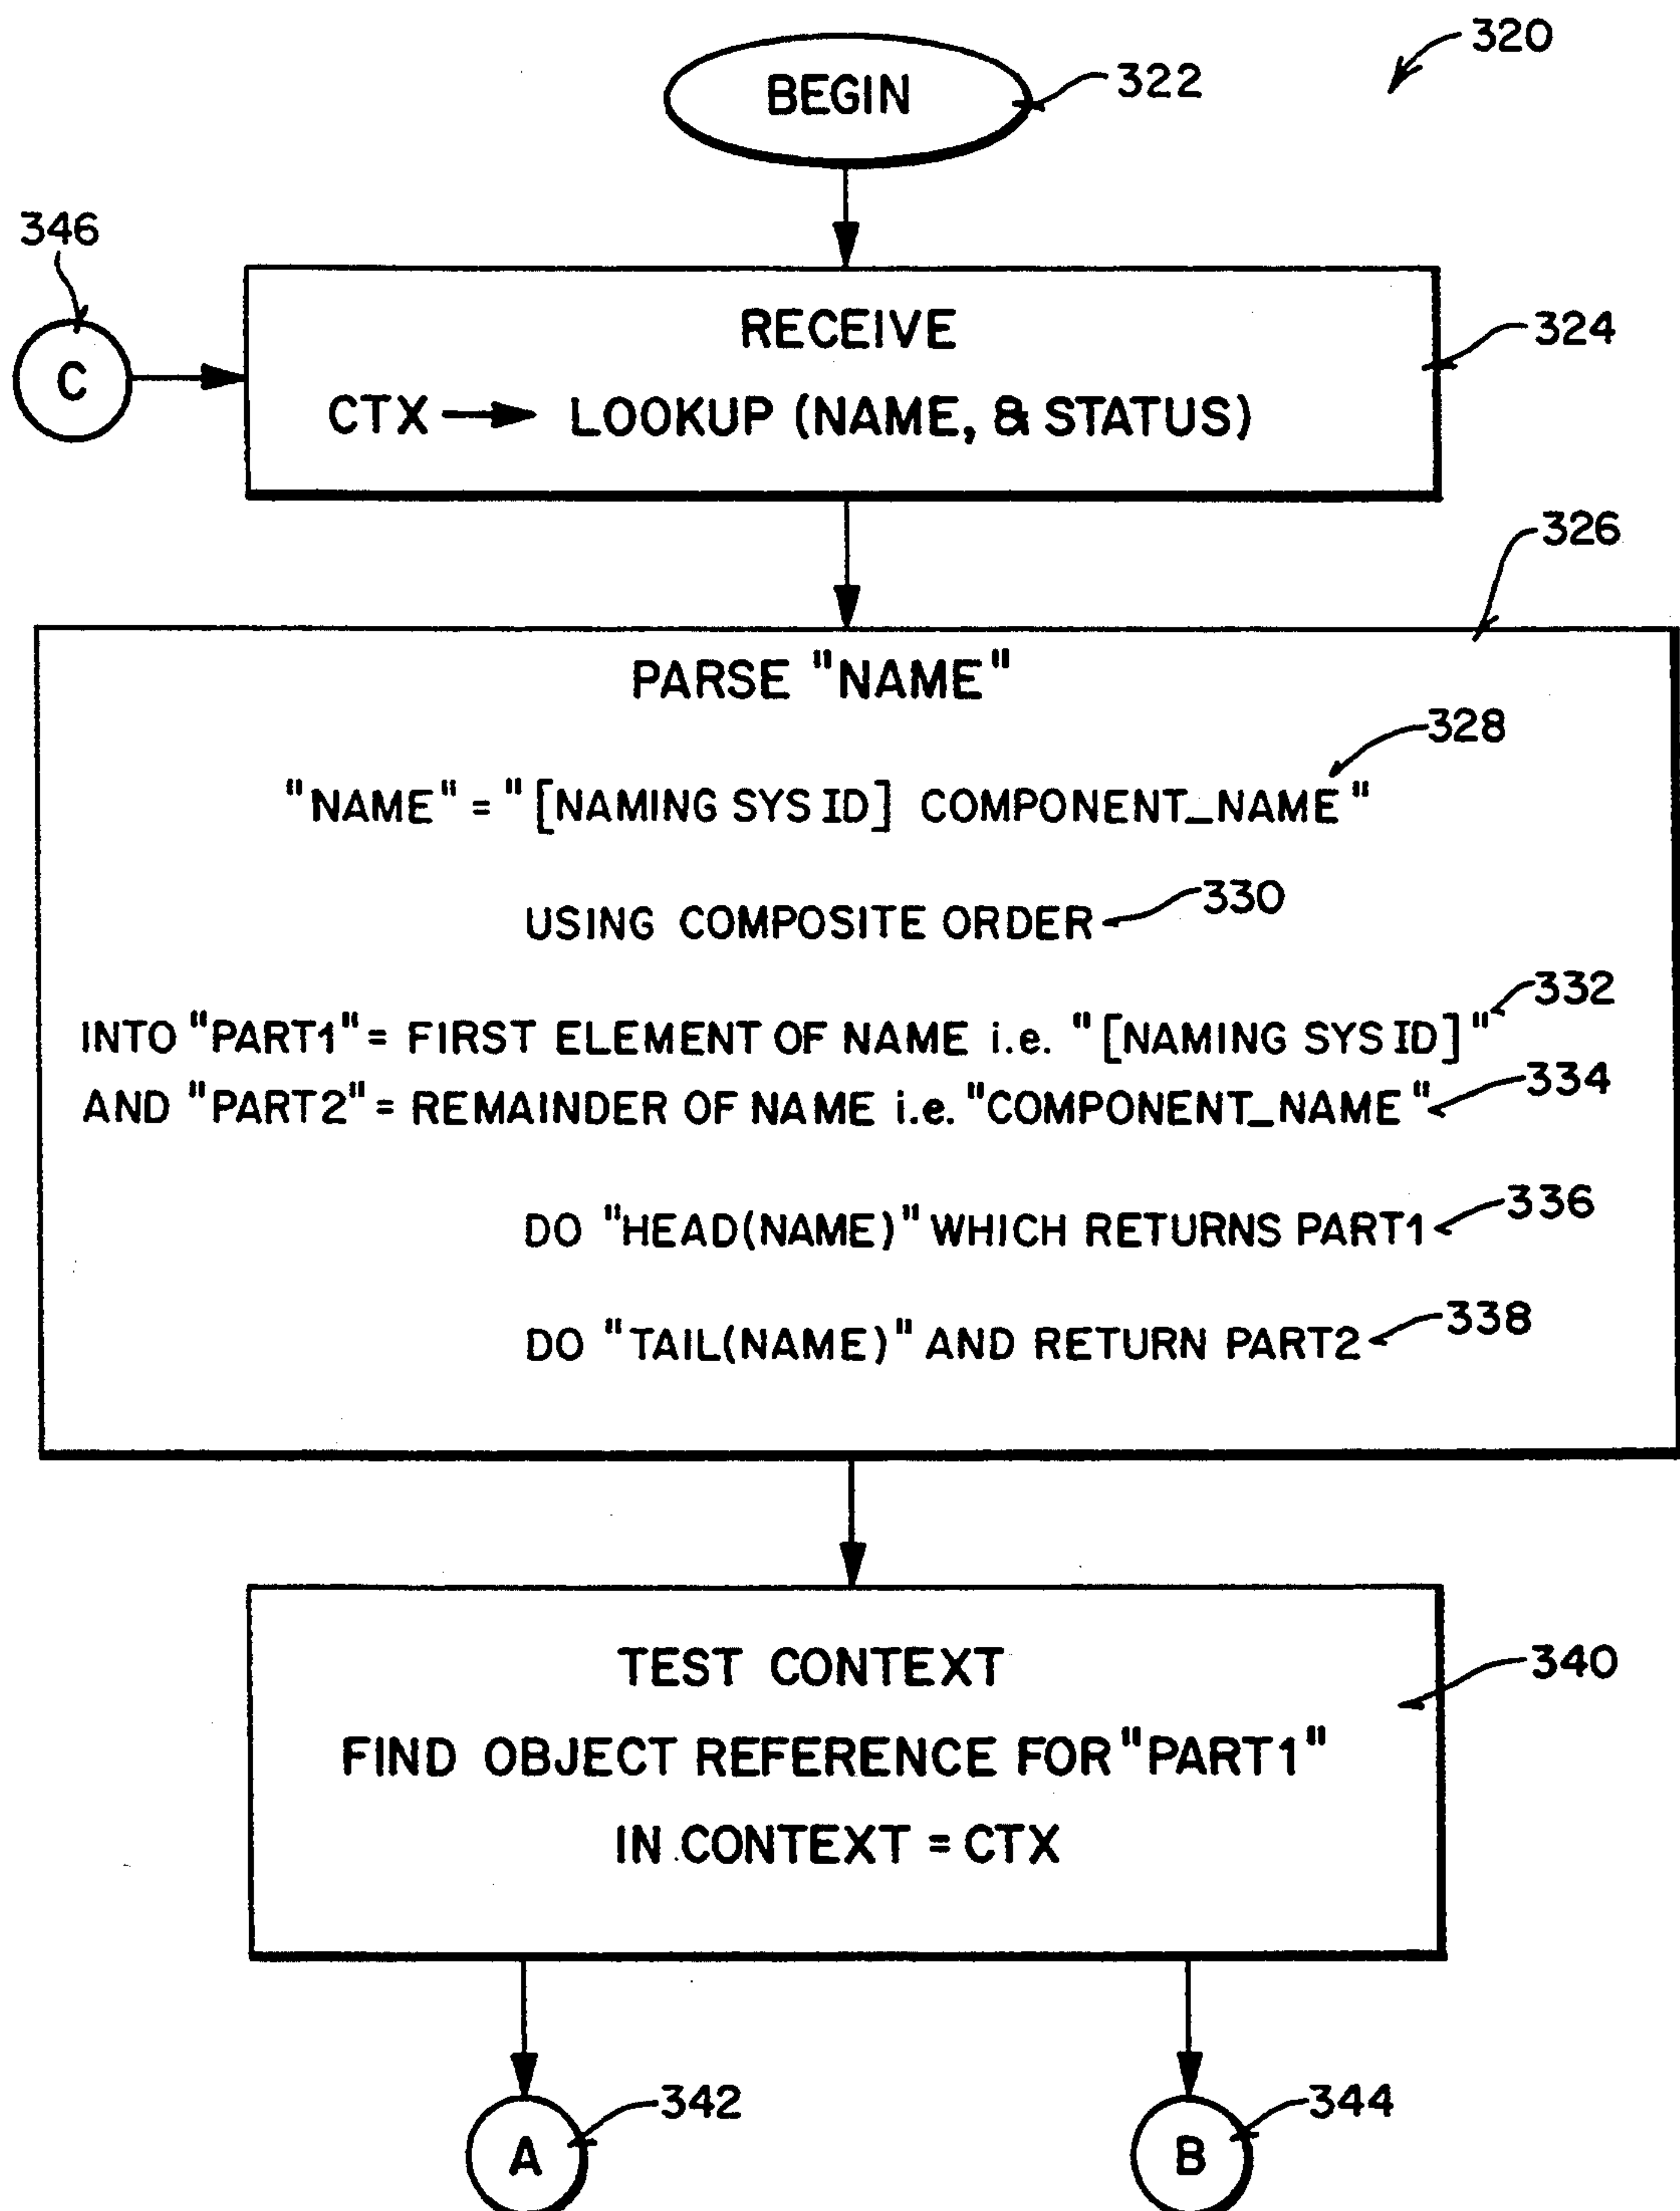 320
BEGIN
322
346
C
RECEIVE
CTX → LOOKUP (NAME, & STATUS)
324
326
PARSE "NAME"
328
"NAME" = "[NAMING SYS ID] COMPONENT_NAME"
USING COMPOSITE ORDER
330
332
INTO "PART1" = FIRST ELEMENT OF NAME i.e. "[NAMING SYS ID]"
AND "PART2" = REMAINDER OF NAME i.e. "COMPONENT_NAME"
334
DO "HEAD(NAME)" WHICH RETURNS PART1
336
DO "TAIL(NAME)" AND RETURN PART2
338
TEST CONTEXT
340
FIND OBJECT REFERENCE FOR "PART1"
IN CONTEXT = CTX
A
342
B
344